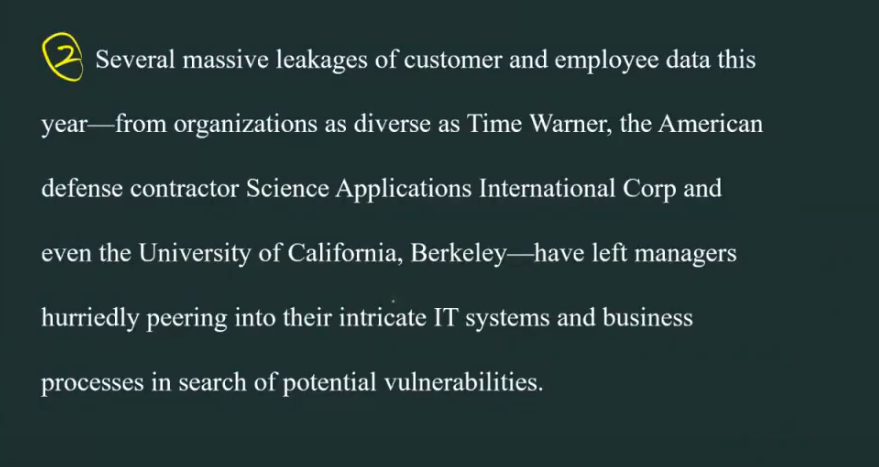 ② Several massive leakages of customer and employee data this
year—from organizations as diverse as Time Warner, the American
defense contractor Science Applications International Corp and
even the University of California, Berkeley—have left managers
hurriedly peering into their intricate IT systems and business
processes in search of potential vulnerabilities.